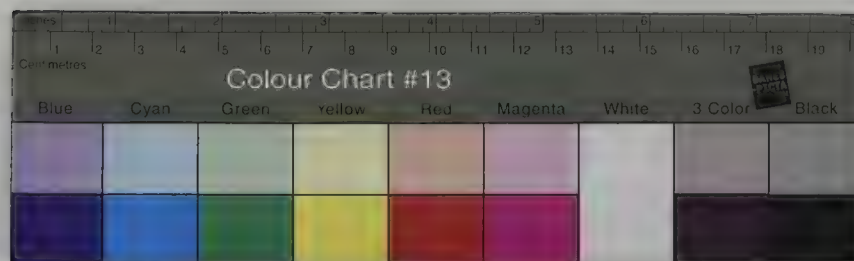 Inches 1 2 3 4 5 6 7
1 2 3 4 5 6 7 8 9 10 11 12 13 14 15 16 17 18 19
Centimetres
Colour Chart #13
Blue Cyan Green Yellow Red Magenta White 3 Color Black